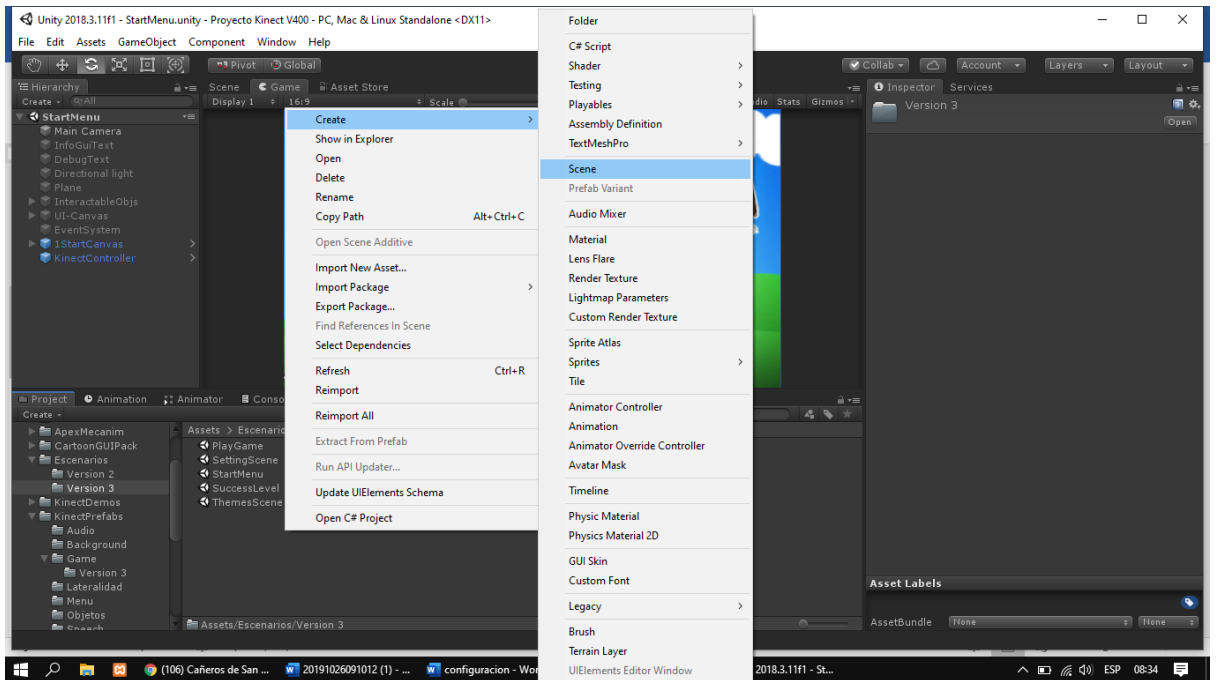 Unity 2018.3.11f1 - StartMenu.unity - Proyecto Kinect V400 - PC, Mac & Linux Standalone <DX11>
File Edit Assets GameObject Component Window Help
Pivot Global
Collab Account Layers Layout
Hierarchy
Create All
StartMenu
Main Camera
InfoGuiText
DebugText
Directional light
Plane
InteractableObjs
UI-Canvas
EventSystem
1StartCanvas
KinectController
Scene Game Asset Store
Display 1 16:9 Scale
dio Stats Gizmos
Create
Show in Explorer
Open
Delete
Rename
Copy Path Alt+Ctrl+C
Open Scene Additive
Import New Asset...
Import Package
Export Package...
Find References In Scene
Select Dependencies
Refresh Ctrl+R
Reimport
Reimport All
Extract From Prefab
Run API Updater...
Update UIElements Schema
Open C# Project
Folder
C# Script
Shader
Testing
Playables
Assembly Definition
TextMeshPro
Scene
Prefab Variant
Audio Mixer
Material
Lens Flare
Render Texture
Lightmap Parameters
Custom Render Texture
Sprite Atlas
Sprites
Tile
Animator Controller
Animation
Animator Override Controller
Avatar Mask
Timeline
Physic Material
Physics Material 2D
GUI Skin
Custom Font
Legacy
Brush
Terrain Layer
UIElements Editor Window
Inspector Services
Version 3
Open
Asset Labels
AssetBundle None None
Project Animation Animator Conso
Create
ApexMecanim
CartoonGUIPack
Escenarios
Version 2
Version 3
KinectDemos
KinectPrefabs
Audio
Background
Game
Version 3
Lateralidad
Menu
Objetos
Speech
Assets > Escenario
PlayGame
SettingScene
StartMenu
SuccessLevel
ThemesScene
Assets/Escenarios/Version 3
(106) Cañeros de San ... 20191026091012 (1) - ... configuracion - Wor 2018.3.11f1 - St... ESP 08:34